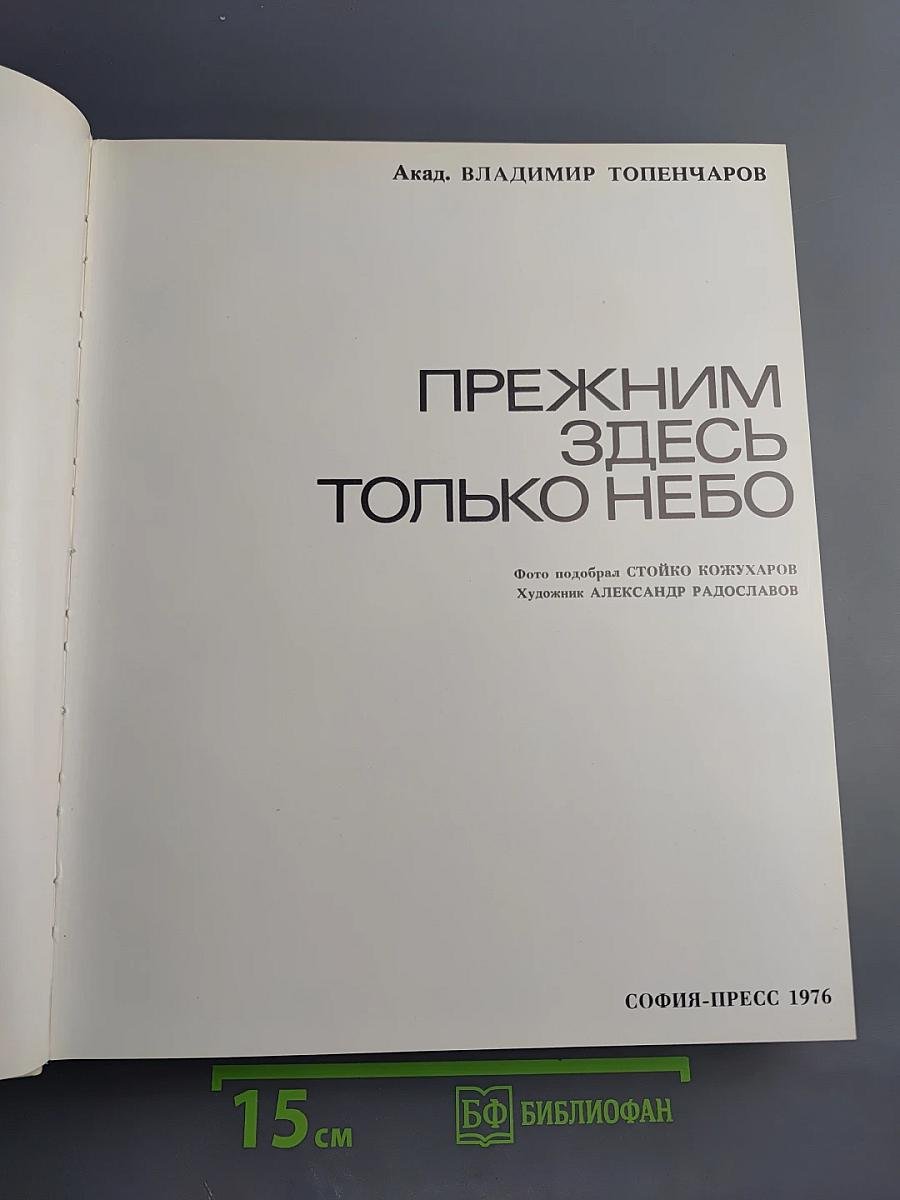 Акад. ВЛАДИМИР ТОПЕНЧАРОВ
ПРЕЖНИМ
ЗДЕСЬ
ТОЛЬКО НЕБО
Фото подобрал СТОЙКО КОЖУХАРОВ
Художник АЛЕКСАНДР РАДОСЛАВОВ
СОФИЯ-ПРЕСС 1976
15 см
БФ БИБЛИОФАН